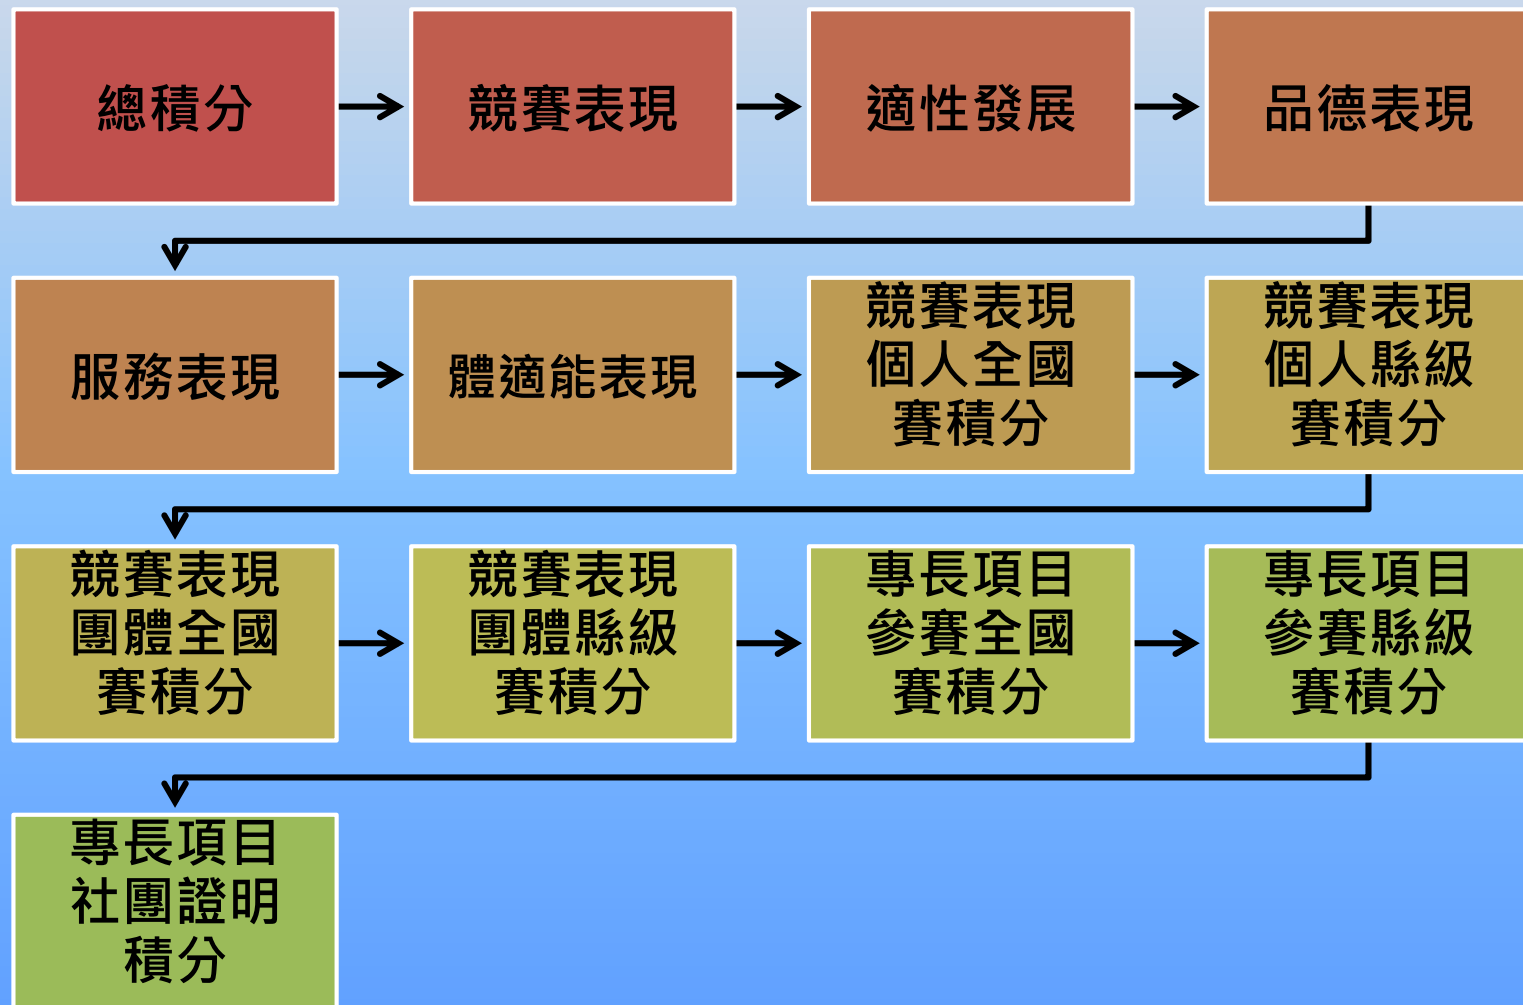 總積分
競賽表現
適性發展
品德表現
服務表現
體適能表現
競賽表現
個人全國
賽積分
競賽表現
個人縣級
賽積分
競賽表現
團體全國
賽積分
競賽表現
團體縣級
賽積分
專長項目
參賽全國
賽積分
專長項目
參賽縣級
賽積分
專長項目
社團證明
積分